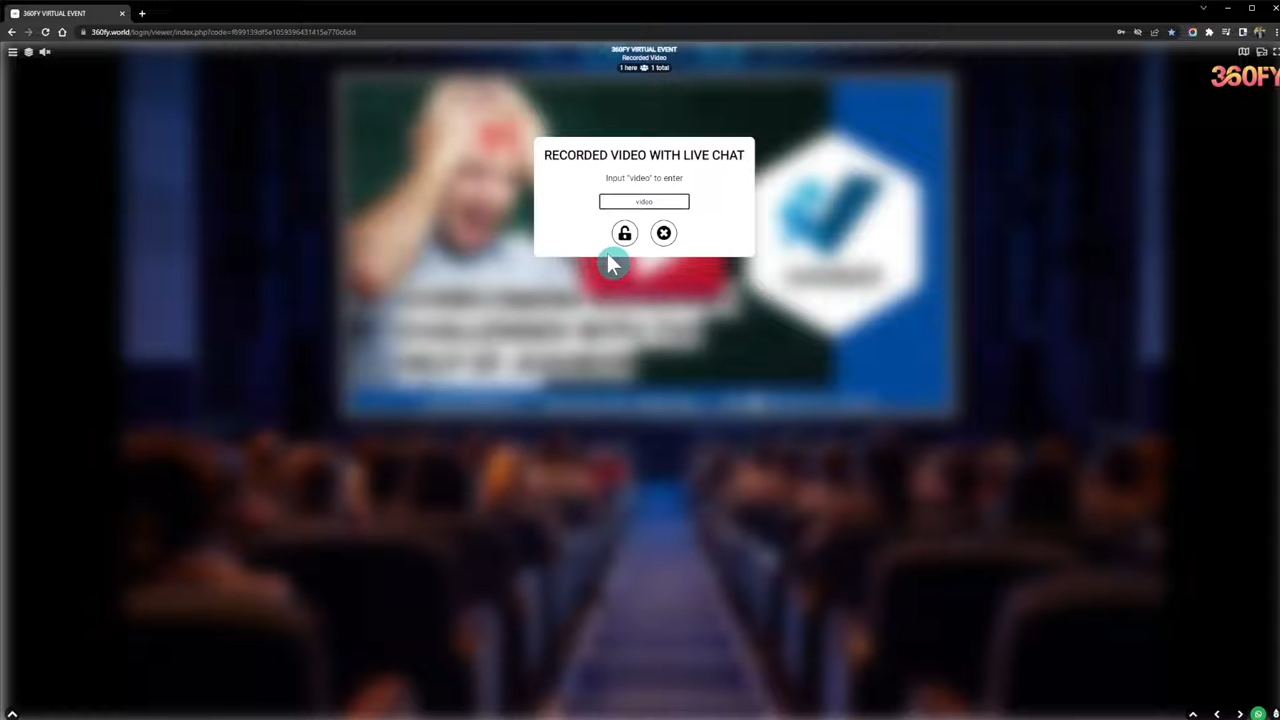 360FY VIRTUAL EVENT
360fy.world/login/viewer/index.php?code=f899139df5e1059396431415e770c6dd
360FY VIRTUAL EVENT
Recorded Video
1 here 1 total
360FY
RECORDED VIDEO WITH LIVE CHAT
Input "video" to enter
video